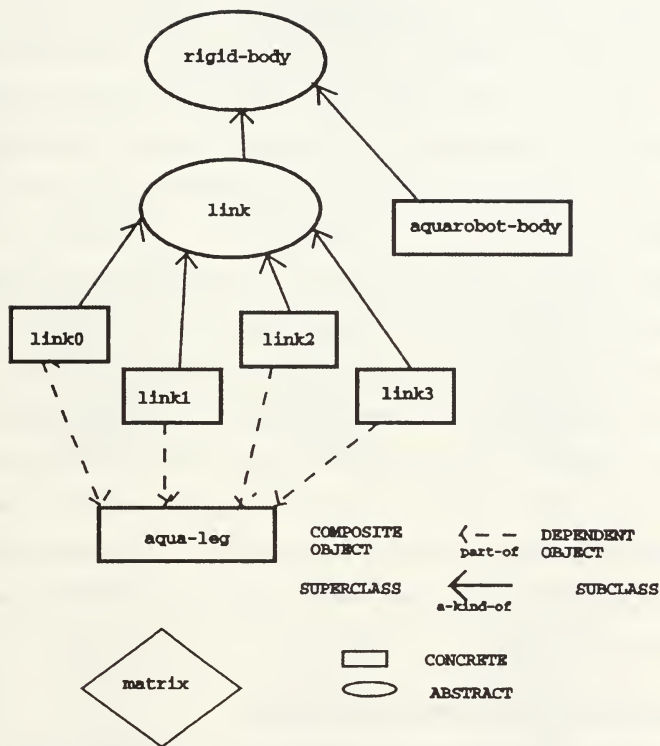 rigid-body
link
aquarobot-body
link0
link2
link1
link3
aqua-leg
COMPOSITE OBJECT
part-of
DEPENDENT OBJECT
SUPERCLASS
a-kind-of
SUBCLASS
matrix
CONCRETE
ABSTRACT